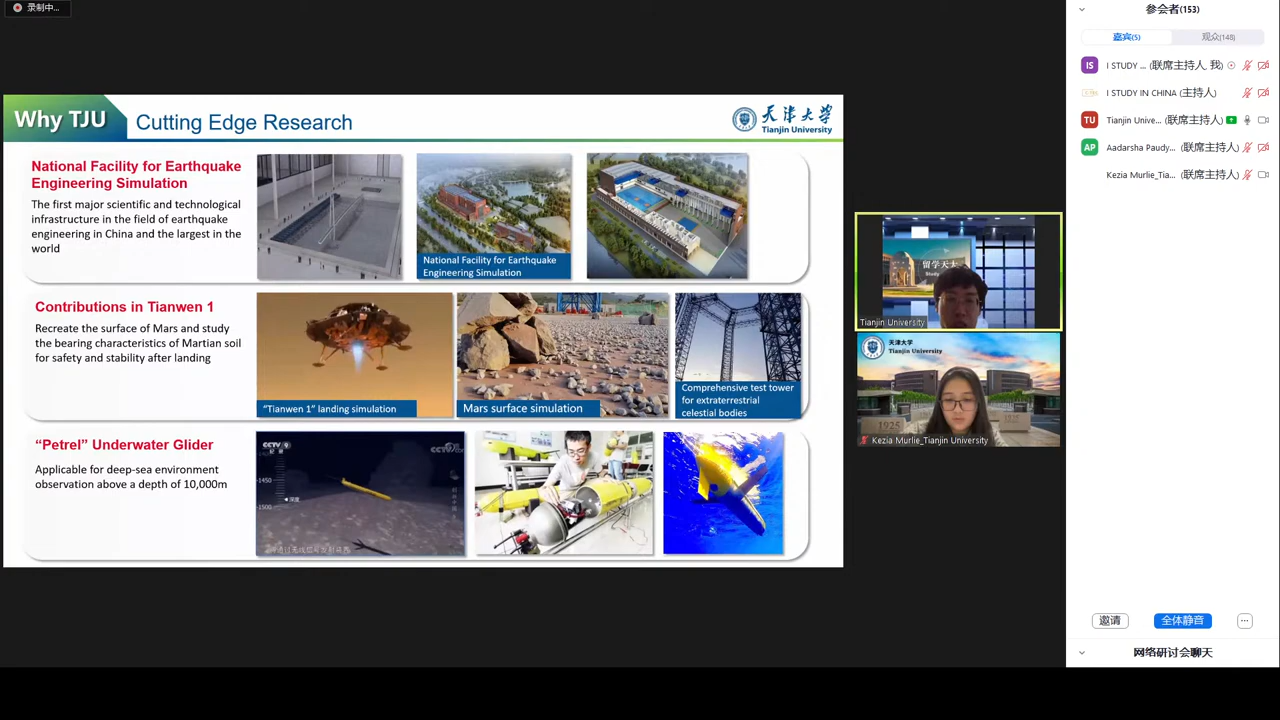 录制中...
Why TJU
Cutting Edge Research
天津大学
Tianjin University
National Facility for Earthquake
Engineering Simulation
The first major scientific and technological
infrastructure in the field of earthquake
engineering in China and the largest in the
world
National Facility for Earthquake
Engineering Simulation
Contributions in Tianwen 1
Recreate the surface of Mars and study
the bearing characteristics of Martian soil
for safety and stability after landing
“Tianwen 1” landing simulation
Mars surface simulation
Comprehensive test tower
for extraterrestrial
celestial bodies
“Petrel” Underwater Glider
Applicable for deep-sea environment
observation above a depth of 10,000m
CCTV 9
CCTV
1450
深度
1500
留学天大
Study
Tianjin University
天津大学
Tianjin University
1925
Kezia Murlie_Tianjin University
参会者(153)
嘉宾(5)
观众(148)
IS
I STUDY ... (联席主持人, 我)
I STUDY IN CHINA (主持人)
TU
Tianjin Unive... (联席主持人)
AP
Aadarsha Paudy... (联席主持人)
Kezia Murlie_Tia... (联席主持人)
邀请
全体静音
...
网络研讨会聊天